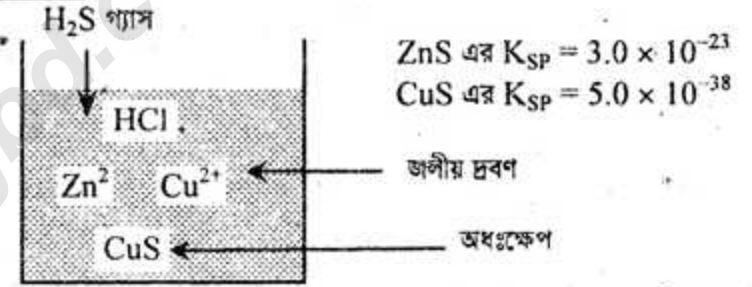 H₂S গ্যাস
ZnS এর K_SP = 3.0 × 10⁻²³
CuS এর K_SP = 5.0 × 10⁻³⁸
HCl .
জলীয় দ্রবণ
Zn² Cu²⁺
CuS
অধঃক্ষেপ